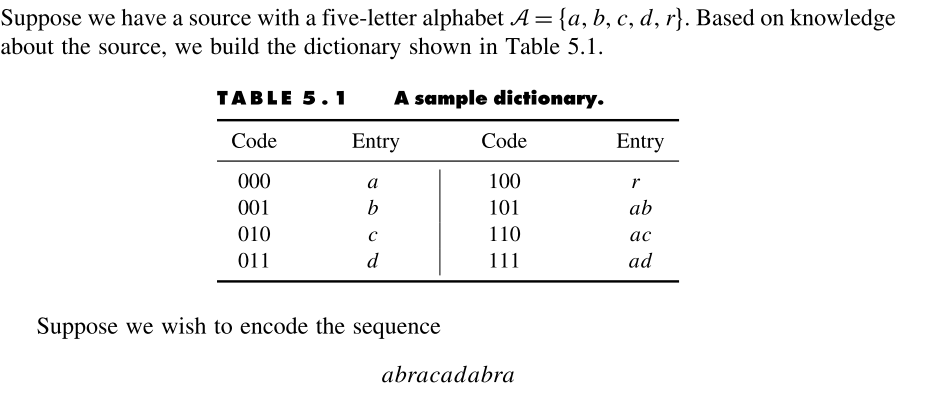 Suppose we have a source with a five-letter alphabet 𝒜 = {a, b, c, d, r}. Based on knowledge
about the source, we build the dictionary shown in Table 5.1.
TABLE 5.1 A sample dictionary.
Code Entry Code Entry
000 a 100 r
001 b 101 ab
010 c 110 ac
011 d 111 ad
Suppose we wish to encode the sequence
abracadabra